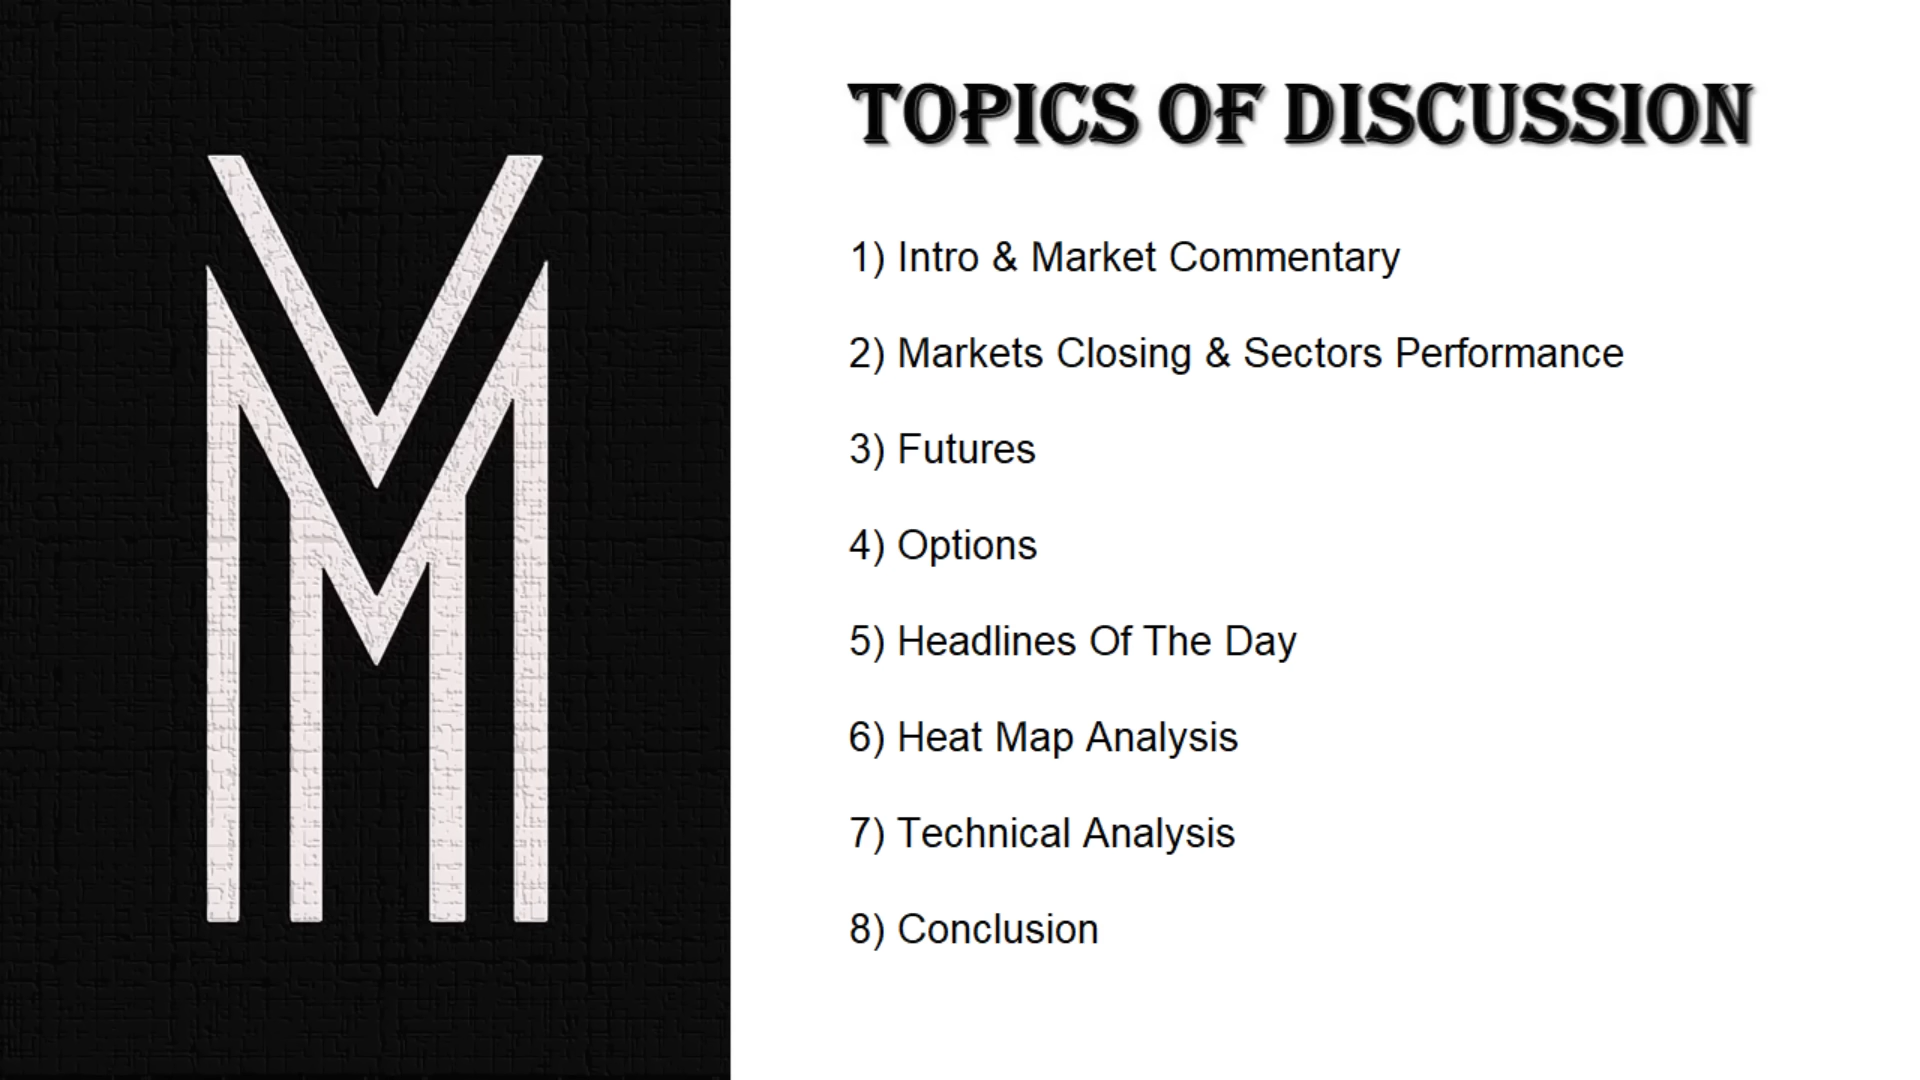 TOPICS OF DISCUSSION
1) Intro & Market Commentary
2) Markets Closing & Sectors Performance
3) Futures
4) Options
5) Headlines Of The Day
6) Heat Map Analysis
7) Technical Analysis
8) Conclusion